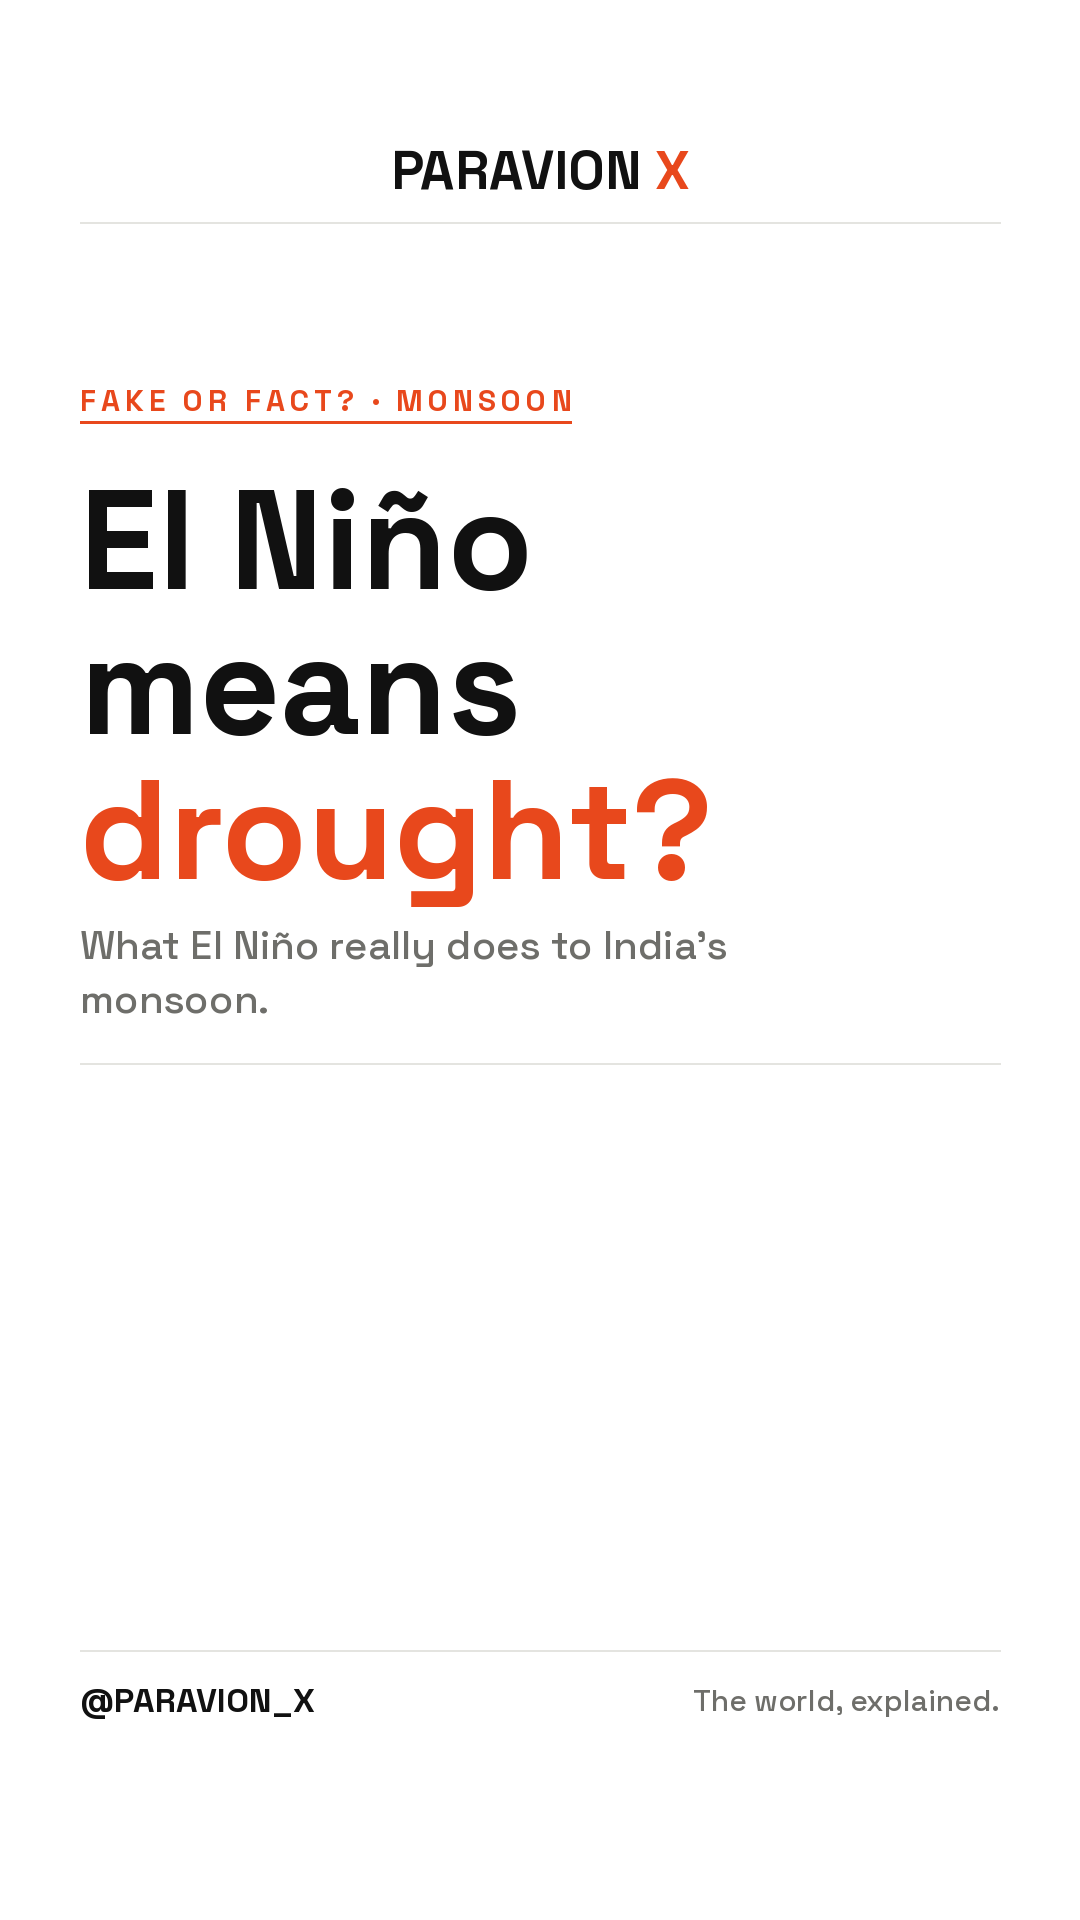 PARAVION X
FAKE OR FACT? · MONSOON
El Niño
means
drought?
What El Niño really does to India’s
monsoon.
@PARAVION_X
The world, explained.